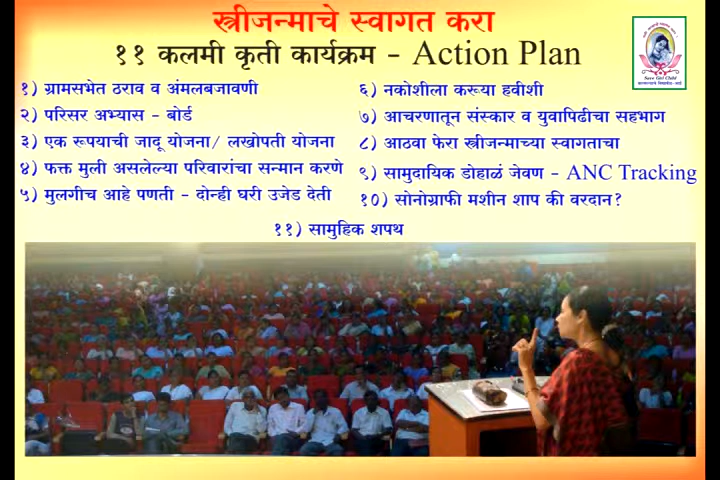 स्त्रीजन्माचे स्वागत करा
११ कलमी कृती कार्यक्रम - Action Plan
१) ग्रामसभेत ठराव व अंमलबजावणी
२) परिसर अभ्यास - बोर्ड
३) एक रूपयाची जादू योजना/ लखोपती योजना
४) फक्त मुली असलेल्या परिवारांचा सन्मान करणे
५) मुलगीच आहे पणती - दोन्ही घरी उजेड देती
६) नकोशीला करूया हवीशी
७) आचरणातून संस्कार व युवापिढीचा सहभाग
८) आठवा फेरा स्त्रीजन्माच्या स्वागताचा
९) सामुदायिक डोहाळं जेवण - ANC Tracking
१०) सोनोग्राफी मशीन शाप की वरदान?
११) सामुहिक शपथ
Save Girl Child